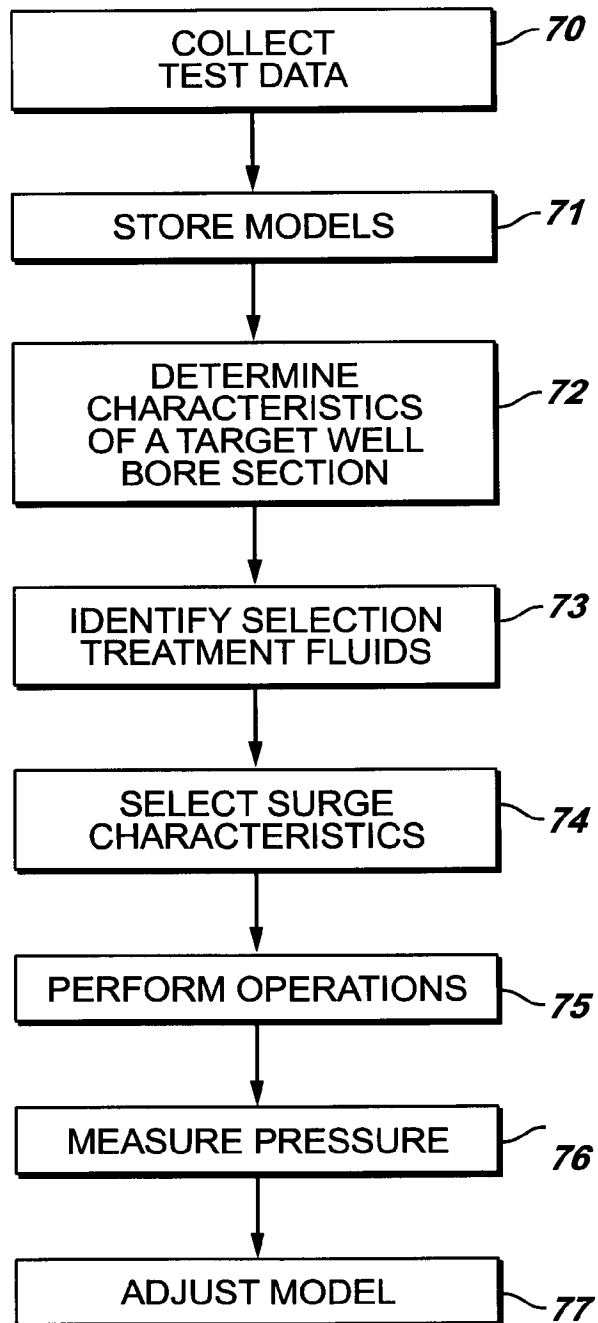 COLLECT
TEST DATA
70
STORE MODELS
71
DETERMINE
CHARACTERISTICS
OF A TARGET WELL
BORE SECTION
72
IDENTIFY SELECTION
TREATMENT FLUIDS
73
SELECT SURGE
CHARACTERISTICS
74
PERFORM OPERATIONS
75
MEASURE PRESSURE
76
ADJUST MODEL
77